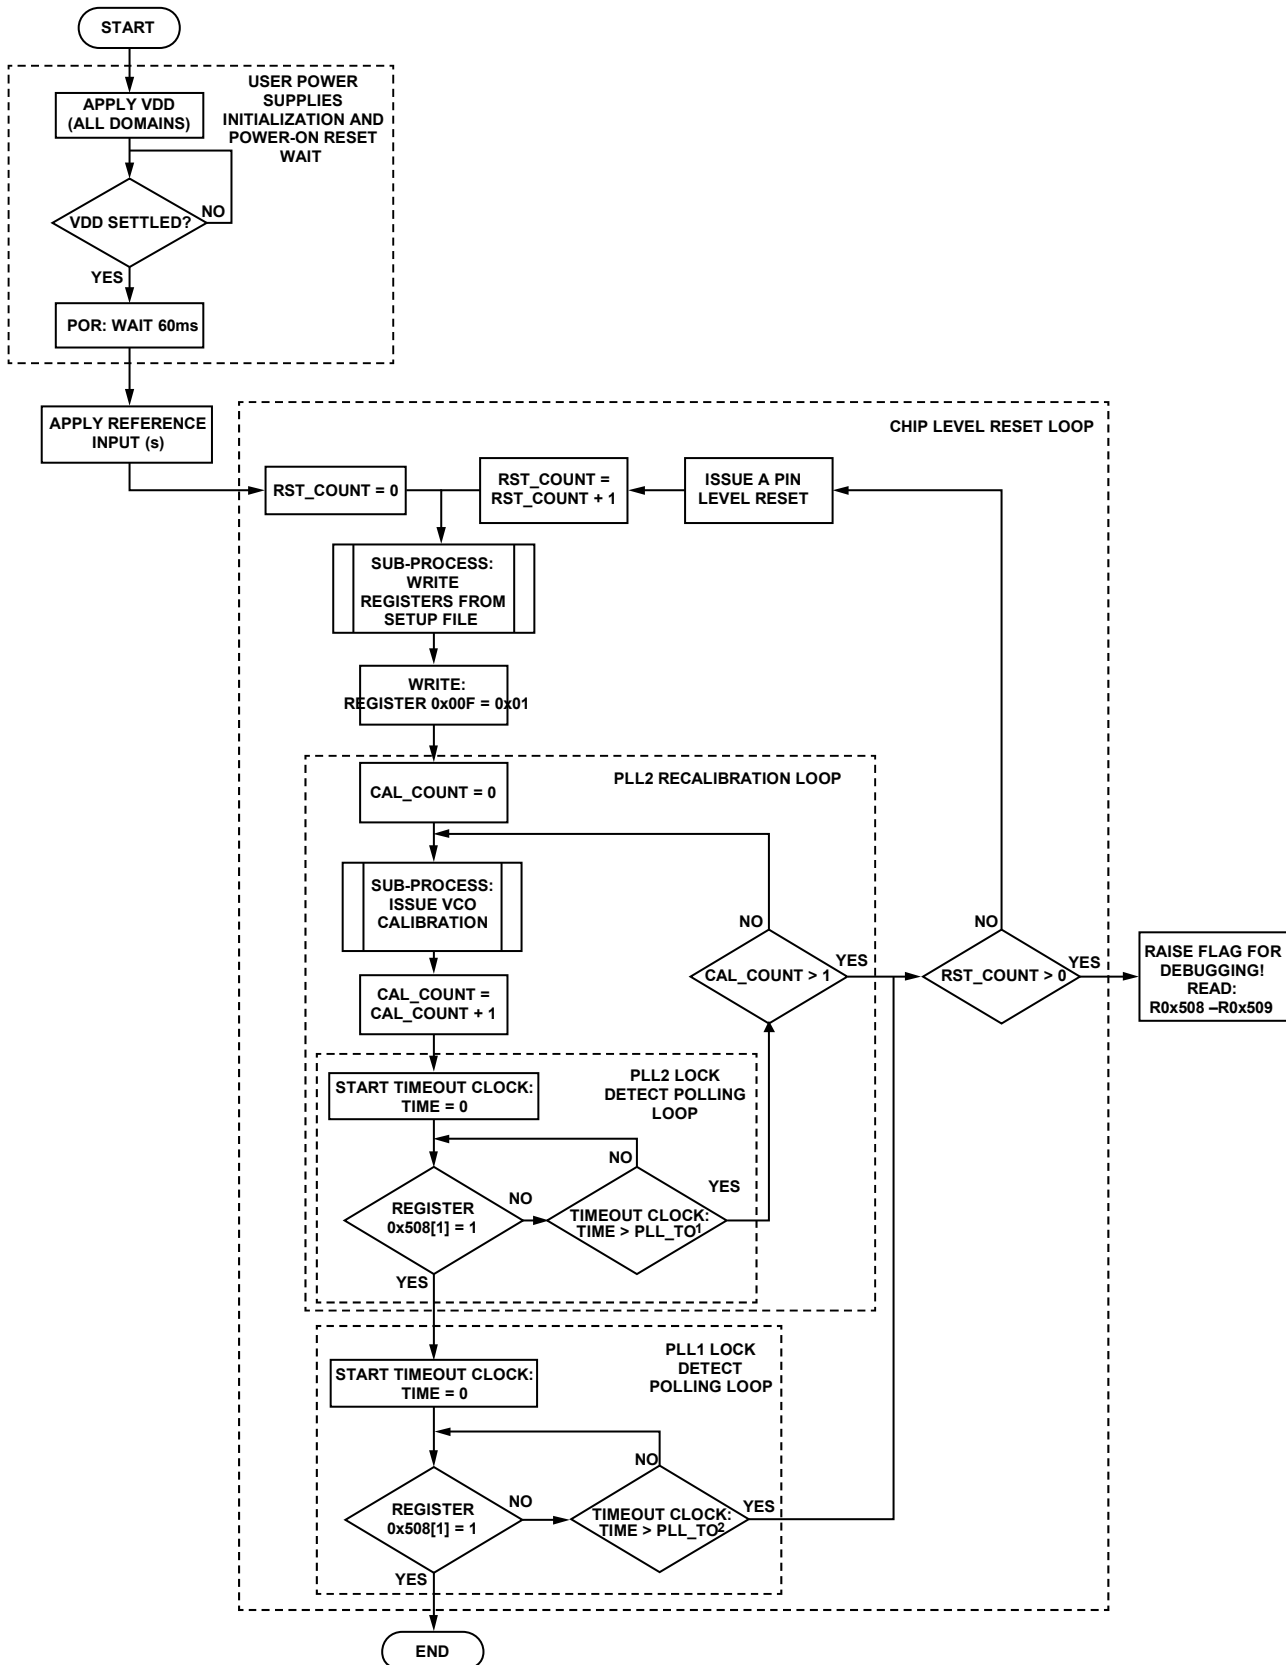 START
USER POWER
SUPPLIES
INITIALIZATION AND
POWER-ON RESET
WAIT
APPLY VDD
(ALL DOMAINS)
VDD SETTLED?
NO
YES
POR: WAIT 60ms
APPLY REFERENCE
INPUT (s)
CHIP LEVEL RESET LOOP
RST_COUNT = 0
RST_COUNT =
RST_COUNT + 1
ISSUE A PIN
LEVEL RESET
SUB-PROCESS:
WRITE
REGISTERS FROM
SETUP FILE
WRITE:
REGISTER 0x00F = 0x01
PLL2 RECALIBRATION LOOP
CAL_COUNT = 0
SUB-PROCESS:
ISSUE VCO
CALIBRATION
NO
CAL_COUNT > 1
YES
NO
RST_COUNT > 0
YES
RAISE FLAG FOR
DEBUGGING!
READ:
R0x508 –R0x509
CAL_COUNT =
CAL_COUNT + 1
PLL2 LOCK
DETECT POLLING
LOOP
START TIMEOUT CLOCK:
TIME = 0
NO
YES
REGISTER
0x508[1] = 1
NO
TIMEOUT CLOCK:
TIME > PLL_TO1
YES
PLL1 LOCK
DETECT
POLLING LOOP
START TIMEOUT CLOCK:
TIME = 0
NO
REGISTER
0x508[1] = 1
NO
TIMEOUT CLOCK:
TIME > PLL_TO2
YES
YES
END